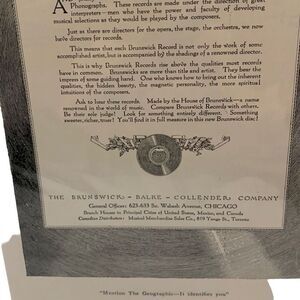 Phonographs. These records are made under the direction of great
interpreters—men who have the power and faculty of developing
musical selections as they would be played by the composers.
Just as there are directors for the opera, the stage, the orchestra, we now
have directors for records.
This means that each Brunswick Record is not only the work of some
accomplished artist, but is accompanied by the shadings of a renowned director.
This is why Brunswick Records rise above the qualities most records
have in common. Brunswicks are more than title and artist. They bear the
impress of some guiding hand. One who knows how to bring out the inherent
qualities, the hidden beauty, the magnetic personality, the more spiritual
intuitions of the composers.
Ask to hear these records. Made by the House of Brunswick—a name
renowned in the world of music. Compare Brunswick Records with others.
Be their sole judge! Look for something entirely different. Something
sweeter, richer, truer! You'll find it in full measure in this new Brunswick disc!
THE BRUNSWICK - BALKE - COLLENDER COMPANY
General Offices: 623-633 So. Wabash Avenue, CHICAGO
Branch Houses in Principal Cities of United States, Mexico, and Canada
Canadian Distributors: Musical Merchandise Sales Co., 819 Yonge St., Toronto
"Mention The Geographic—It identifies you"